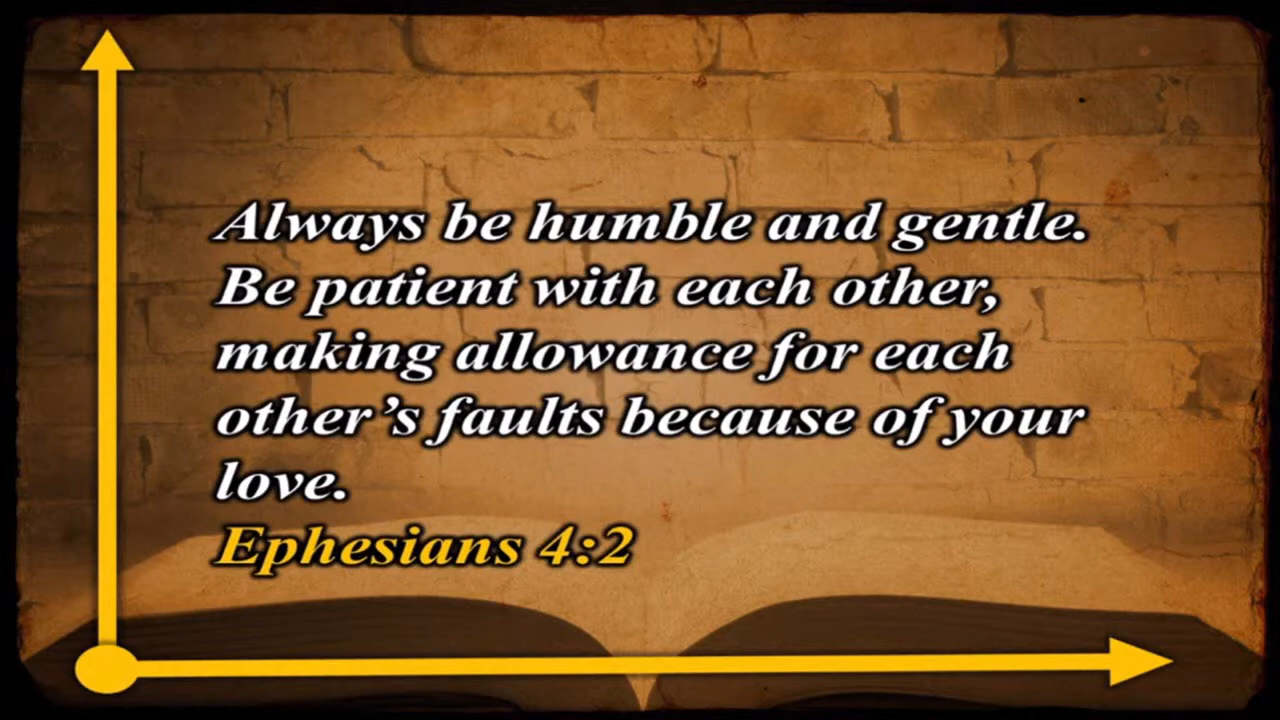 Always be humble and gentle.
Be patient with each other,
making allowance for each
other’s faults because of your
love.
Ephesians 4:2